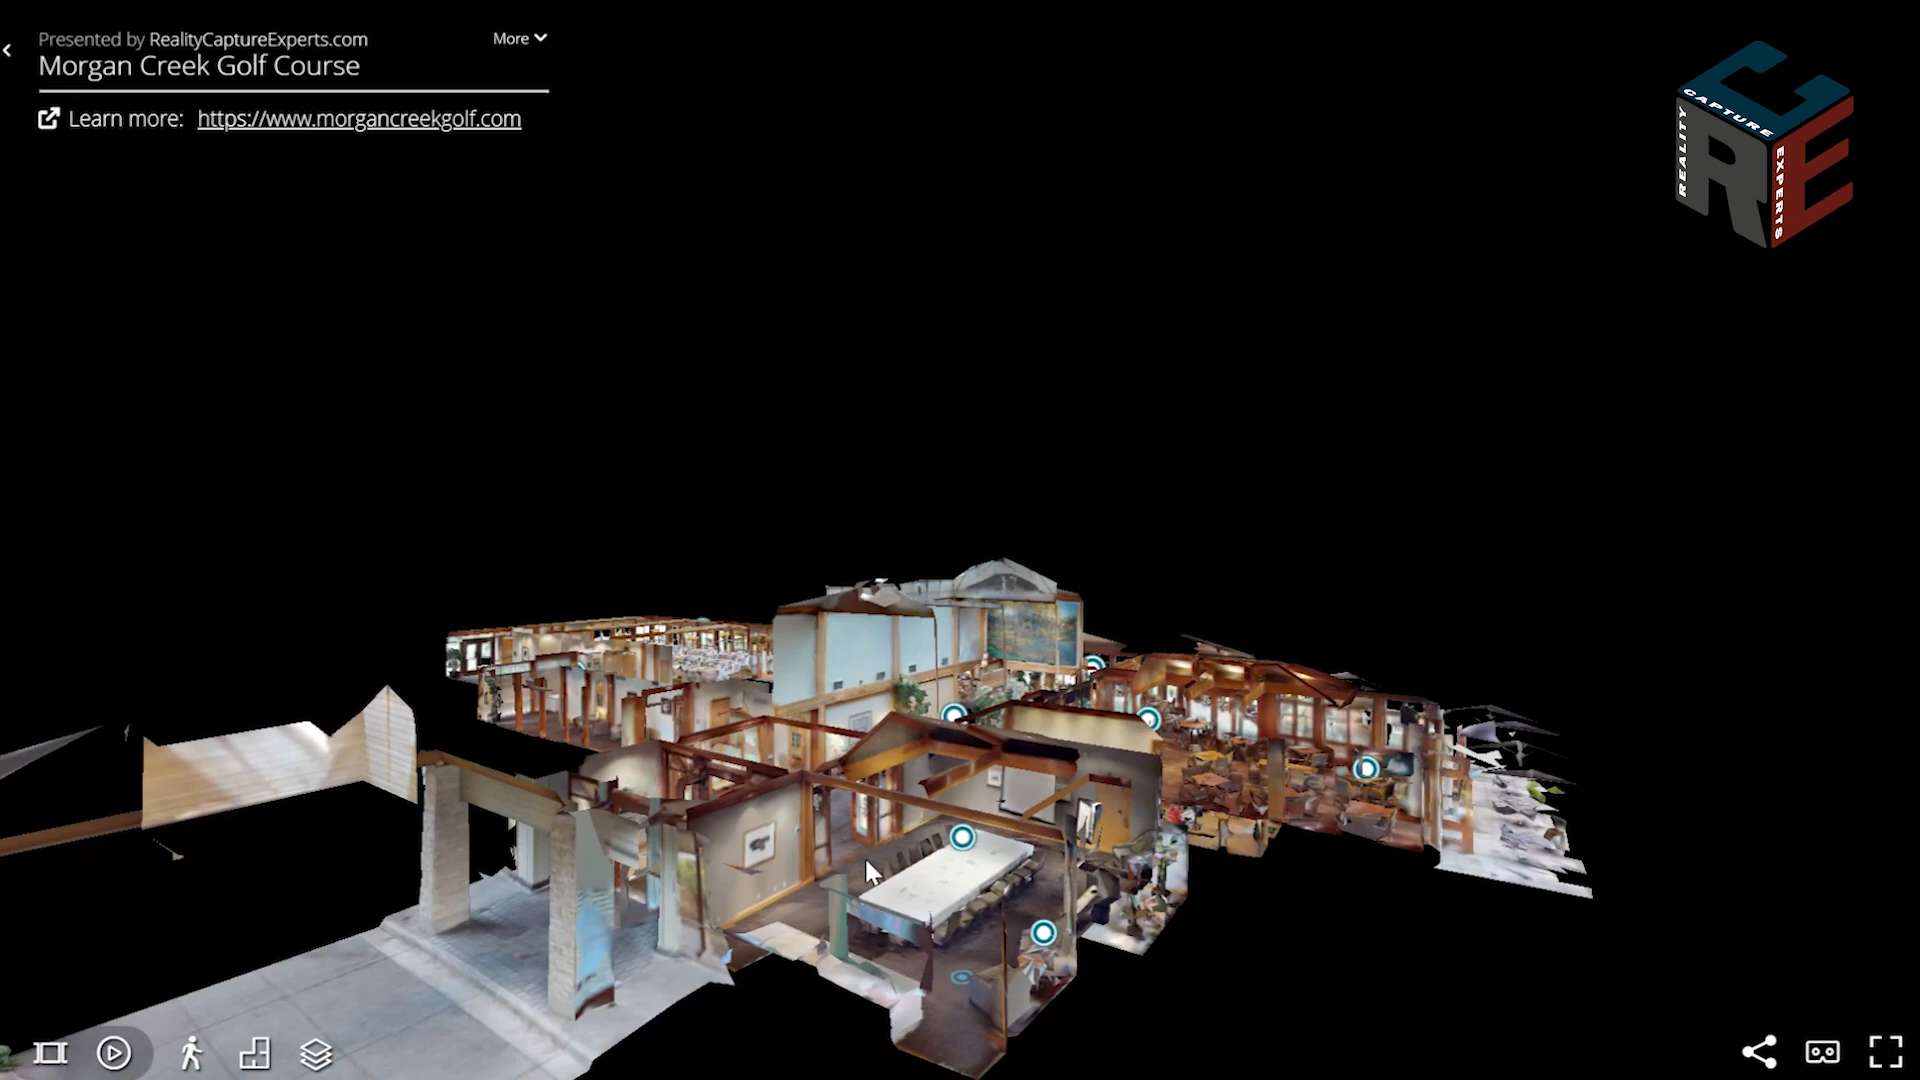 Presented by RealityCaptureExperts.com
More
Morgan Creek Golf Course
Learn more: https://www.morgancreekgolf.com
CAPTURE
REALITY
EXPERTS
C
R
E